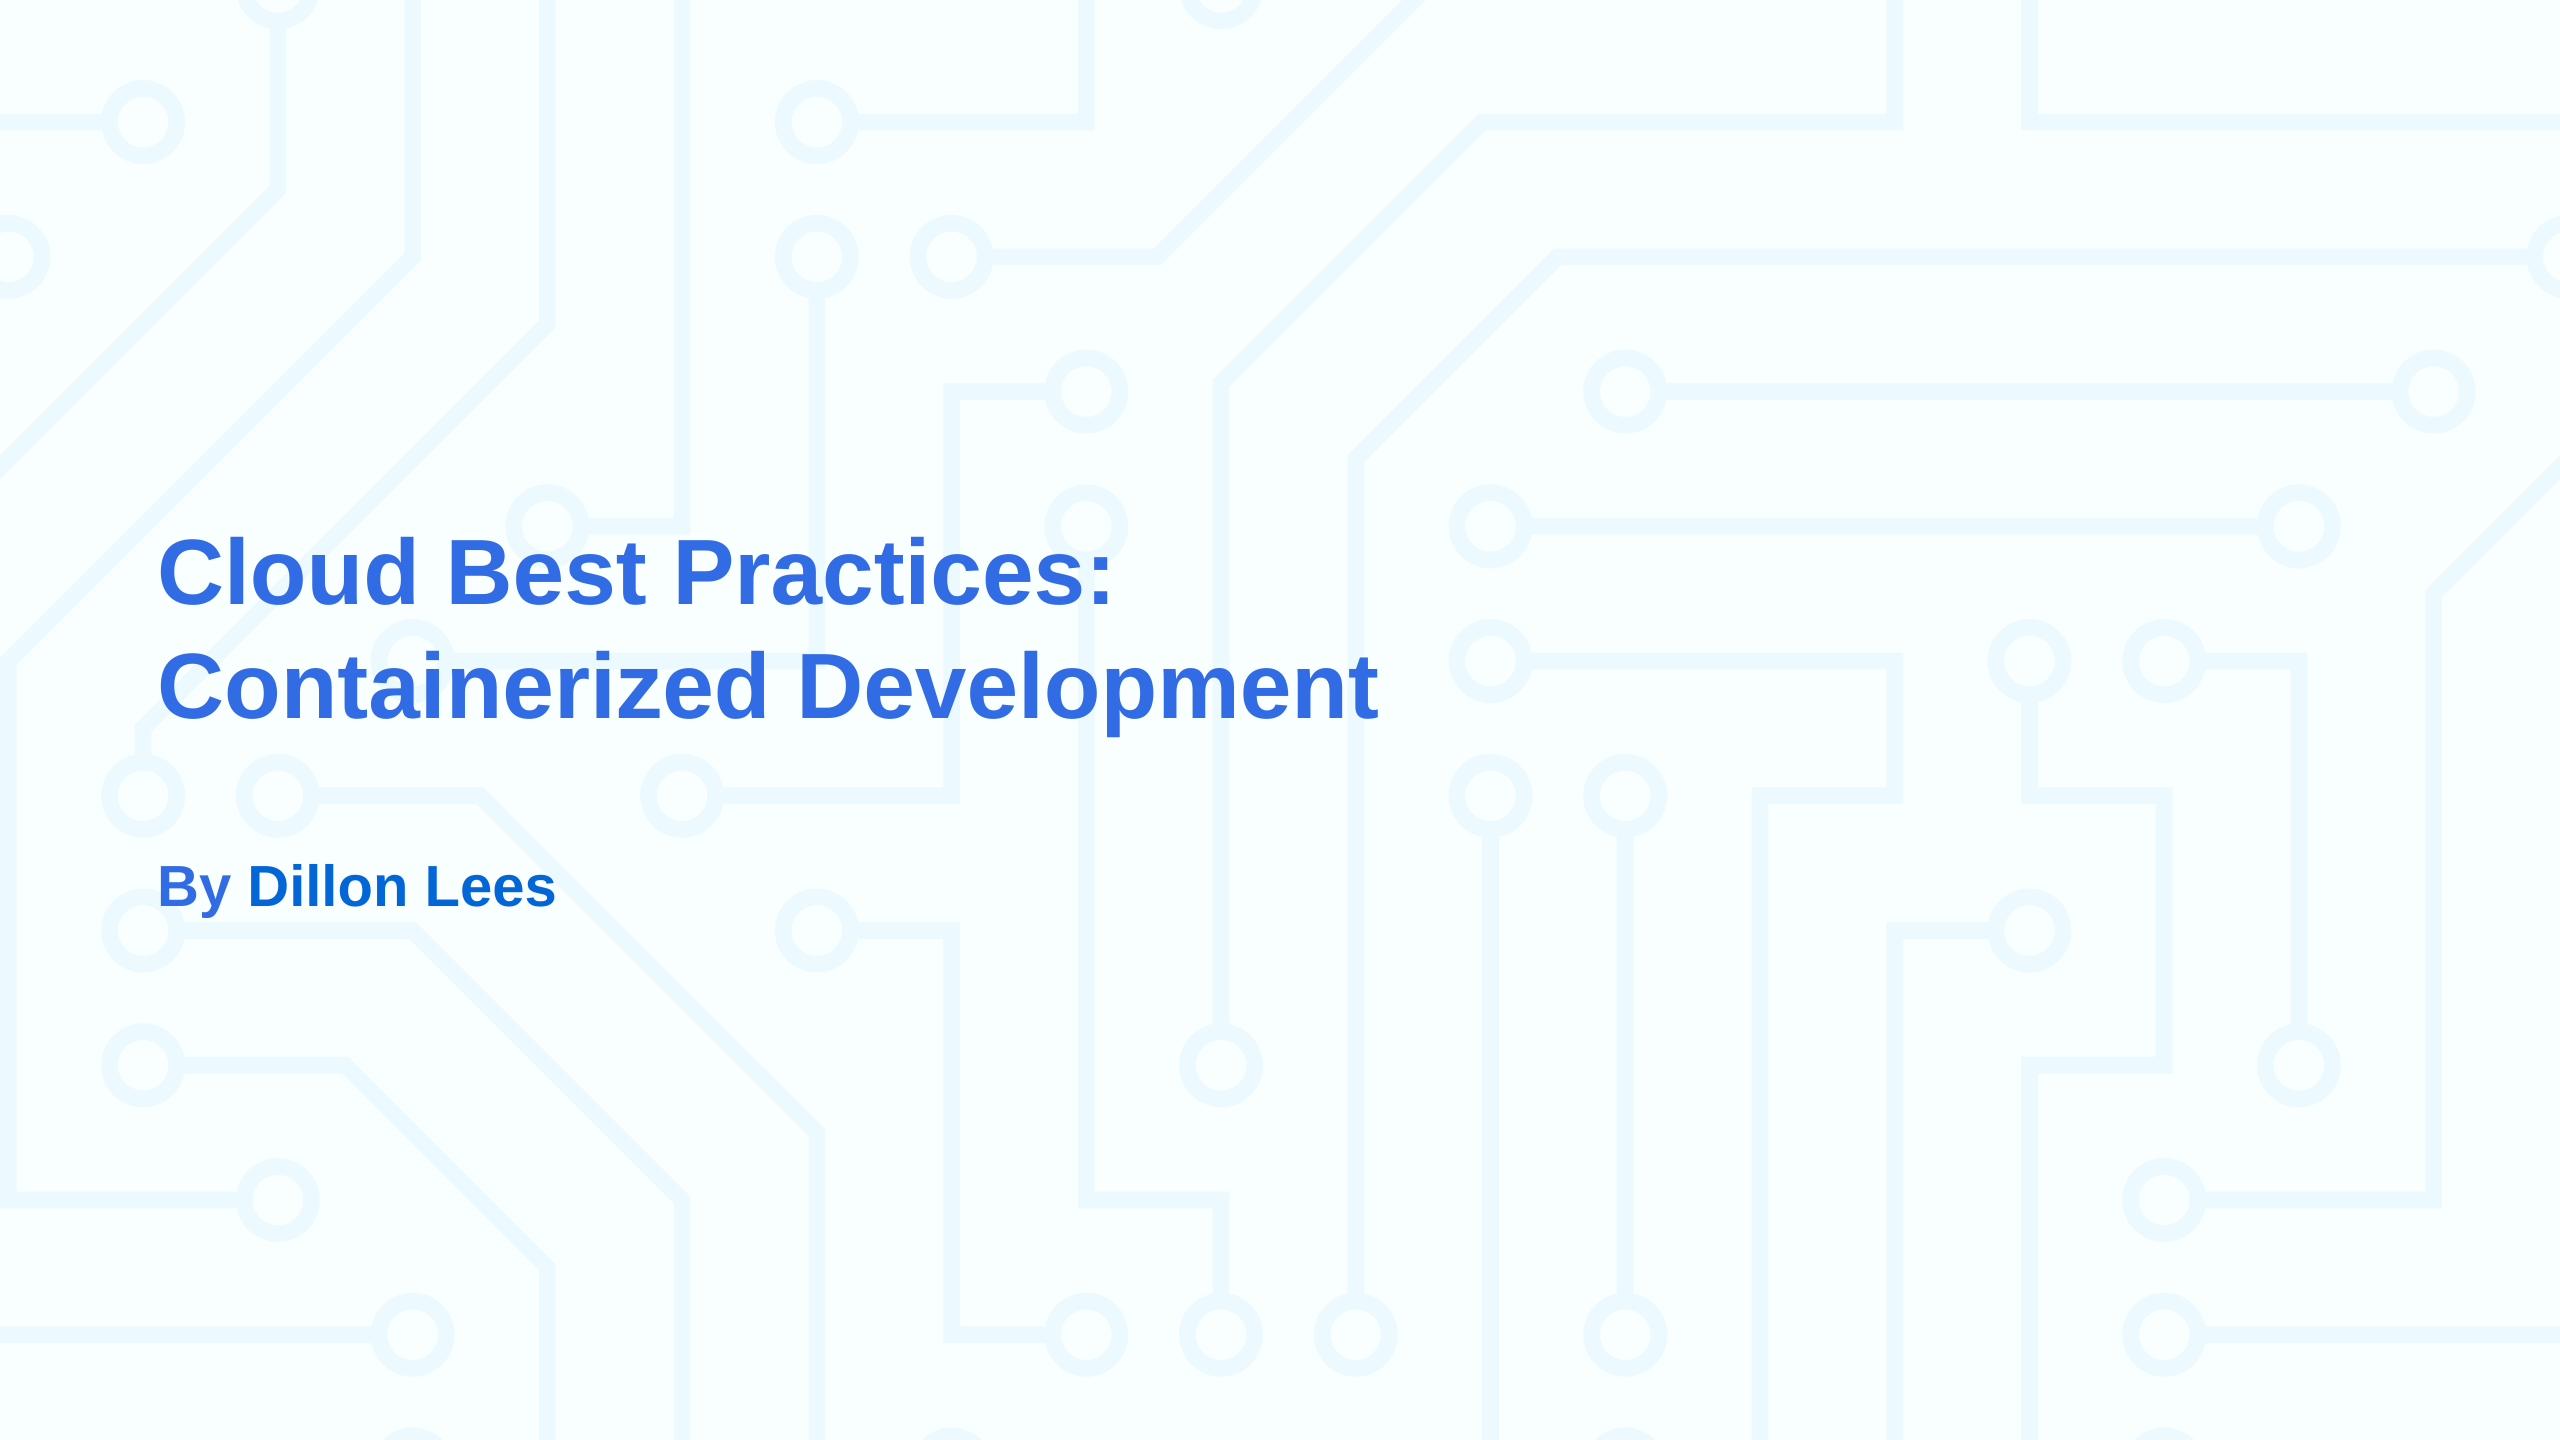 Cloud Best Practices:
Containerized Development
By Dillon Lees